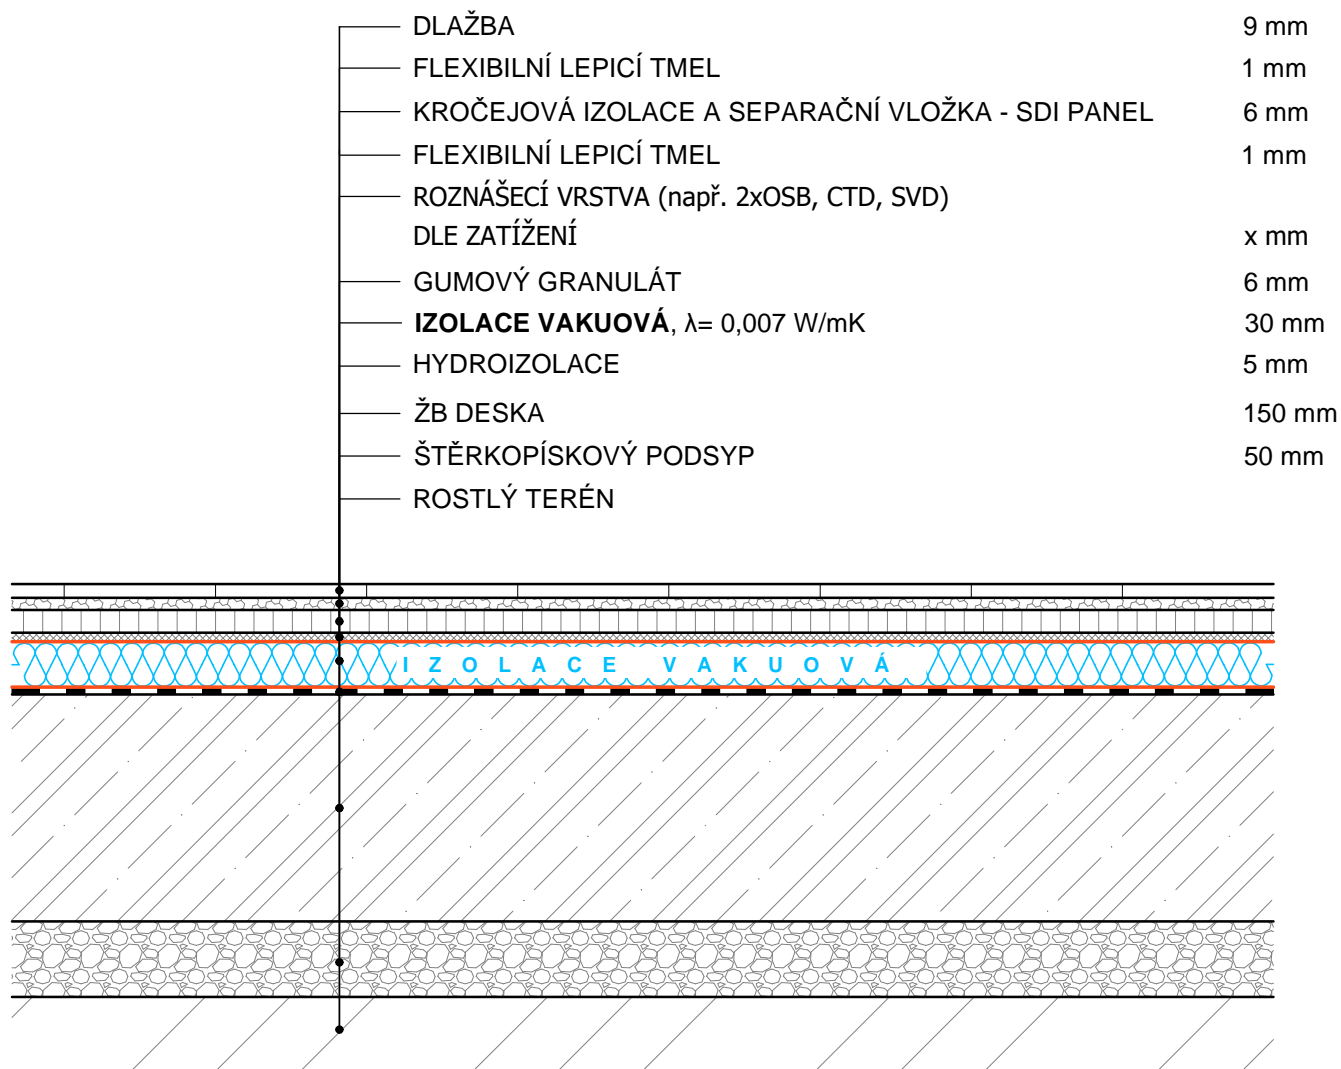 DLAŽBA 9 mm
FLEXIBILNÍ LEPICÍ TMEL 1 mm
KROČEJOVÁ IZOLACE A SEPARAČNÍ VLOŽKA - SDI PANEL 6 mm
FLEXIBILNÍ LEPICÍ TMEL 1 mm
ROZNÁŠECÍ VRSTVA (např. 2xOSB, CTD, SVD)
DLE ZATÍŽENÍ x mm
GUMOVÝ GRANULÁT 6 mm
IZOLACE VAKUOVÁ, λ= 0,007 W/mK 30 mm
HYDROIZOLACE 5 mm
ŽB DESKA 150 mm
ŠTĚRKOPÍSKOVÝ PODSYP 50 mm
ROSTLÝ TERÉN
IZOLACE VAKUOVÁ